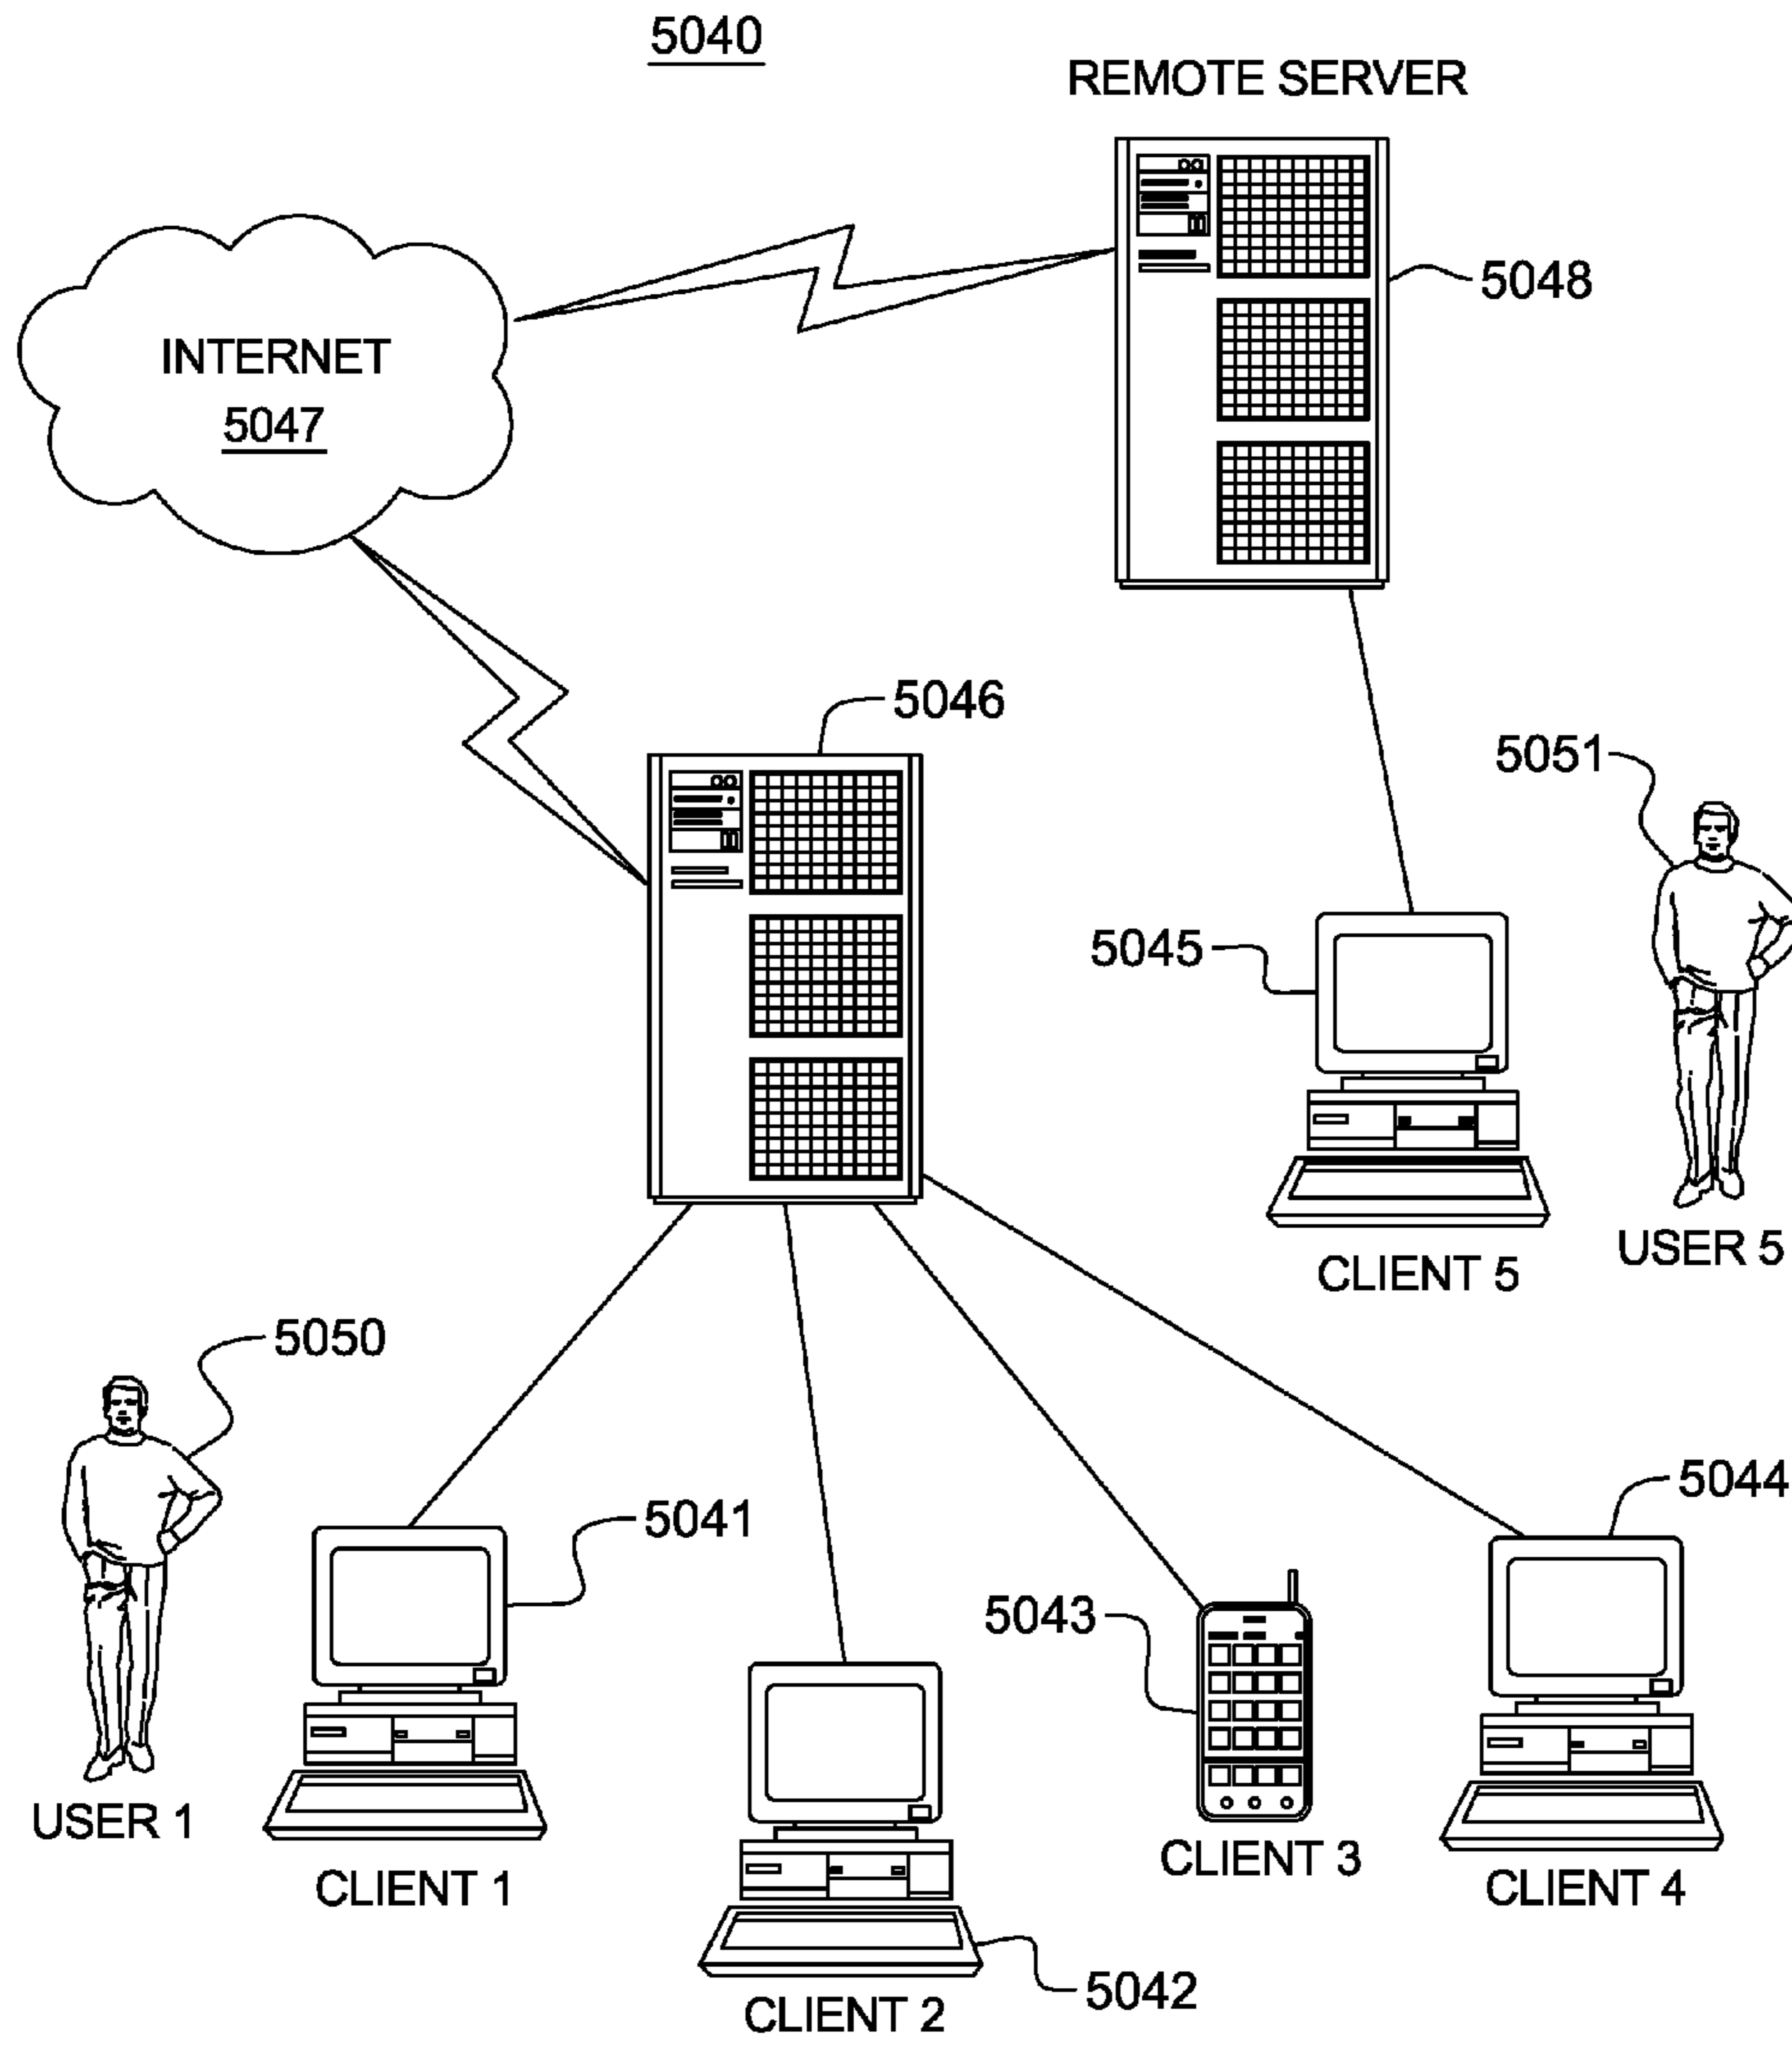 5040
REMOTE SERVER
5048
INTERNET
5047
5046
5051
5045
USER 5
CLIENT 5
5050
5044
5041
5043
USER 1
CLIENT 3
CLIENT 1
CLIENT 4
5042
CLIENT 2